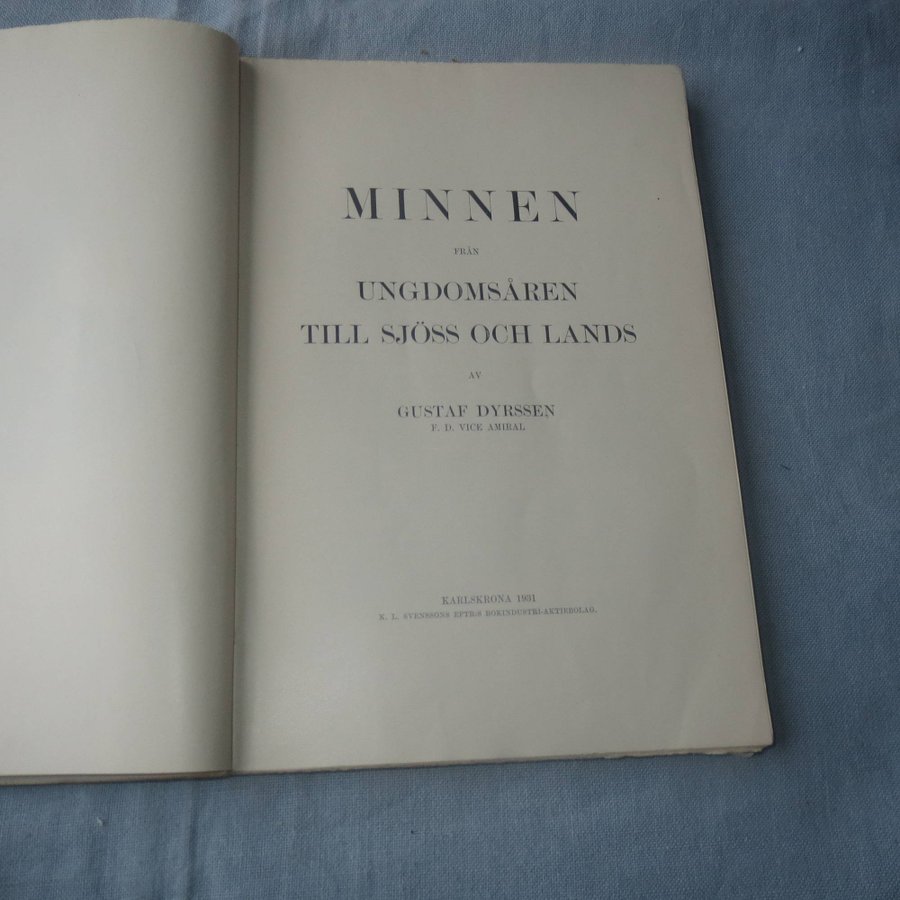 MINNEN
FRÅN
UNGDOMSÅREN
TILL SJÖSS OCH LANDS
AV
GUSTAF DYRSSEN
F. D. VICE AMIRAL
KARLSKRONA 1931
K. L. SVENSSONS EFTR:S BOKINDUSTRI-AKTIEBOLAG.